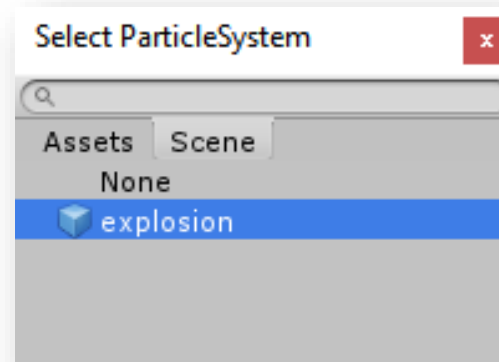 Select ParticleSystem
x
Assets Scene
None
explosion